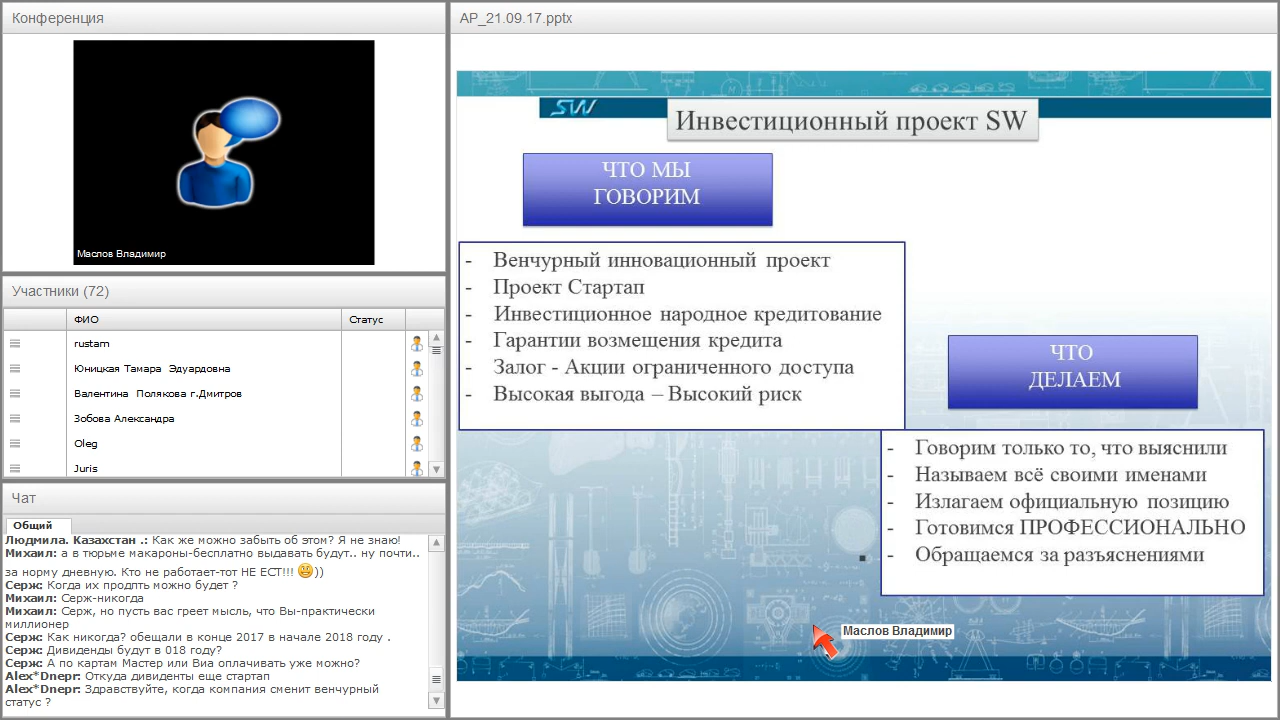 Конференция
Маслов Владимир
Участники (72)
ФИО
Статус
rustam
Юницкая Тамара Эдуардовна
Валентина Полякова г.Дмитров
Зобова Александра
Oleg
Juris
Чат
Общий
Людмила. Казахстан .: Как же можно забыть об этом? Я не знаю!
Михаил: а в тюрьме макароны бесплатно выдавать будут.. ну почти.. за норму дневную. Кто не работает-тот НЕ ЕСТ!!! ))
Серж: Когда их продпть можно будет ?
Михаил: Серж-никогда
Михаил: Серж, но пусть вас греет мысль, что Вы-практически
миллионер
Серж: Как никогда? обещали в конце 2017 в начале 2018 году .
Серж: Дивиденды будут в 018 году?
Серж: А по картам Мастер или Виа оплачивать уже можно?
Alex*Dnepr: Откуда дивиденты еще стартап
Alex*Dnepr: Здравствуйте, когда компания сменит венчурный
статус ?
AP_21.09.17.pptx
SW
Инвестиционный проект SW
ЧТО МЫ
ГОВОРИМ
- Венчурный инновационный проект
- Проект Стартап
- Инвестиционное народное кредитование
- Гарантии возмещения кредита
- Залог - Акции ограниченного доступа
- Высокая выгода – Высокий риск
ЧТО
ДЕЛАЕМ
- Говорим только то, что выяснили
- Называем всё своими именами
- Излагаем официальную позицию
- Готовимся ПРОФЕССИОНАЛЬНО
- Обращаемся за разъяснениями
Маслов Владимир